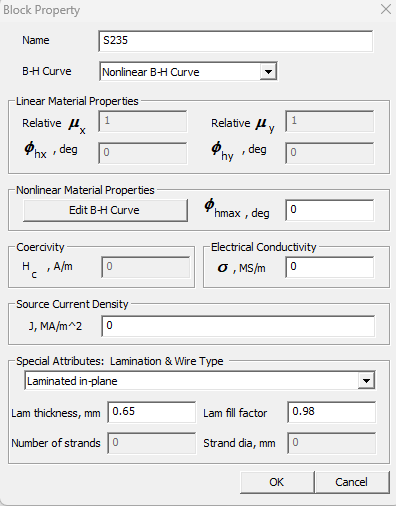 Block Property
Name S235
B-H Curve Nonlinear B-H Curve
Linear Material Properties
Relative μx 1 Relative μy 1
ϕhx , deg 0 ϕhy , deg 0
Nonlinear Material Properties
Edit B-H Curve ϕhmax , deg 0
Coercivity Electrical Conductivity
Hc , A/m 0 σ , MS/m 0
Source Current Density
J, MA/m^2 0
Special Attributes: Lamination & Wire Type
Laminated in-plane
Lam thickness, mm 0.65 Lam fill factor 0.98
Number of strands 0 Strand dia, mm 0
OK Cancel